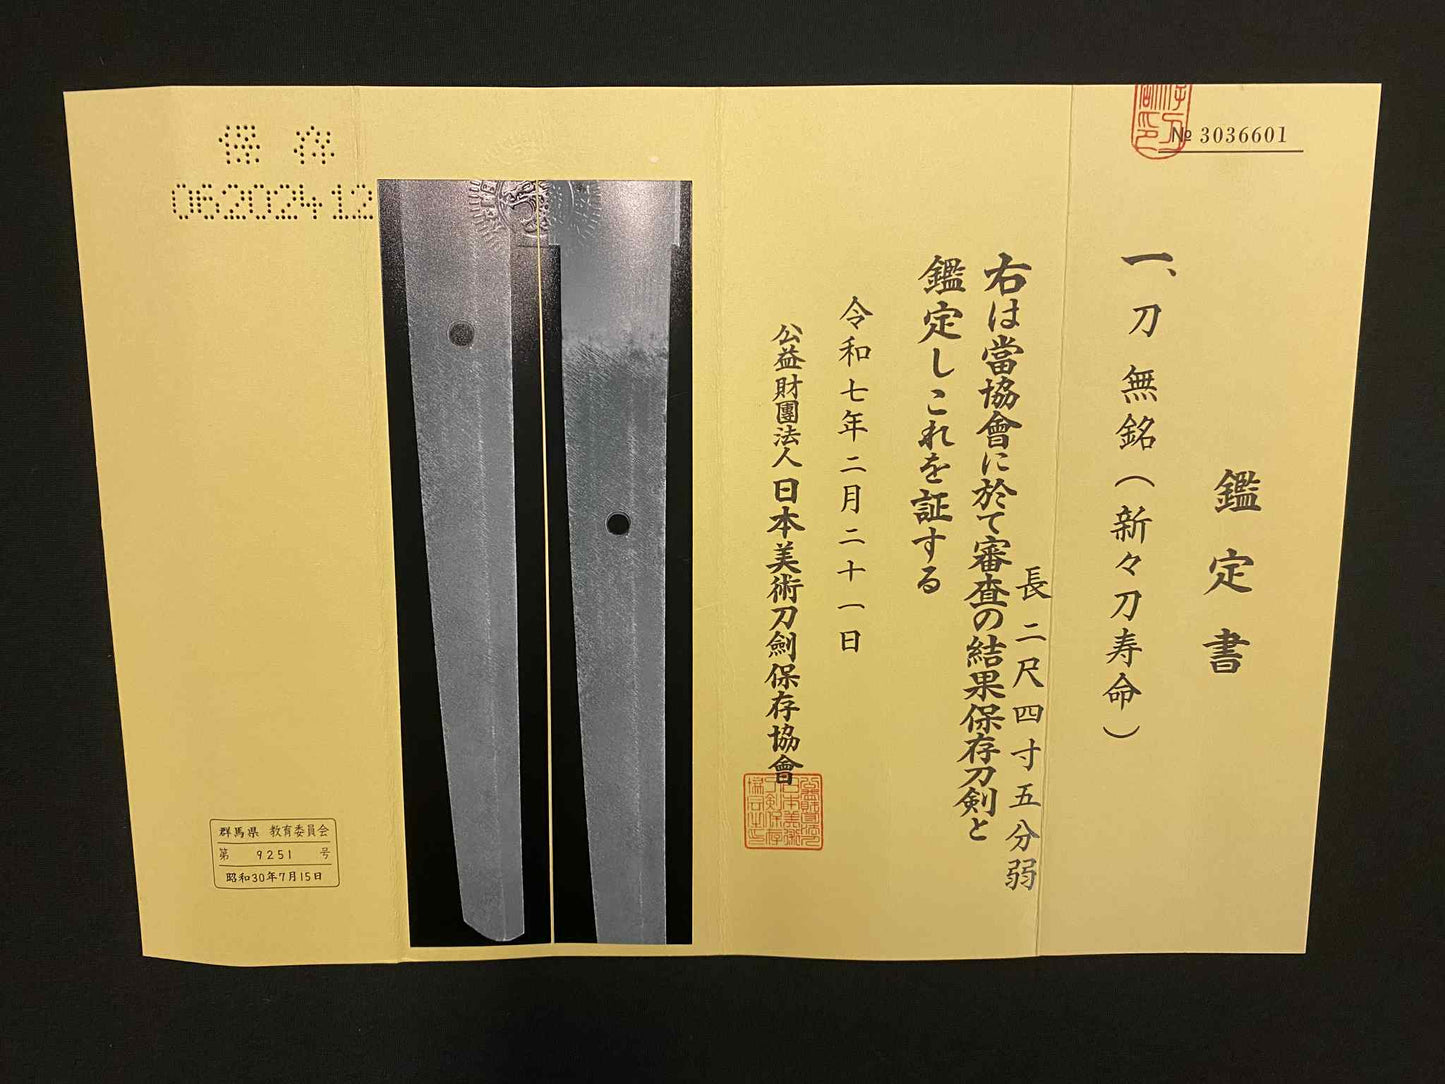 № 3036601
鑑定書
一、刀 無銘(新々刀寿命)
長 二尺四寸五分弱
右は當協會に於て審査の結果保存刀剣と
鑑定しこれを証する
令和七年二月二十一日
公益財團法人 日本美術刀劍保存協會
保存
0620241​2
群馬県 教育委員会
第 9251 号
昭和30年7月15日